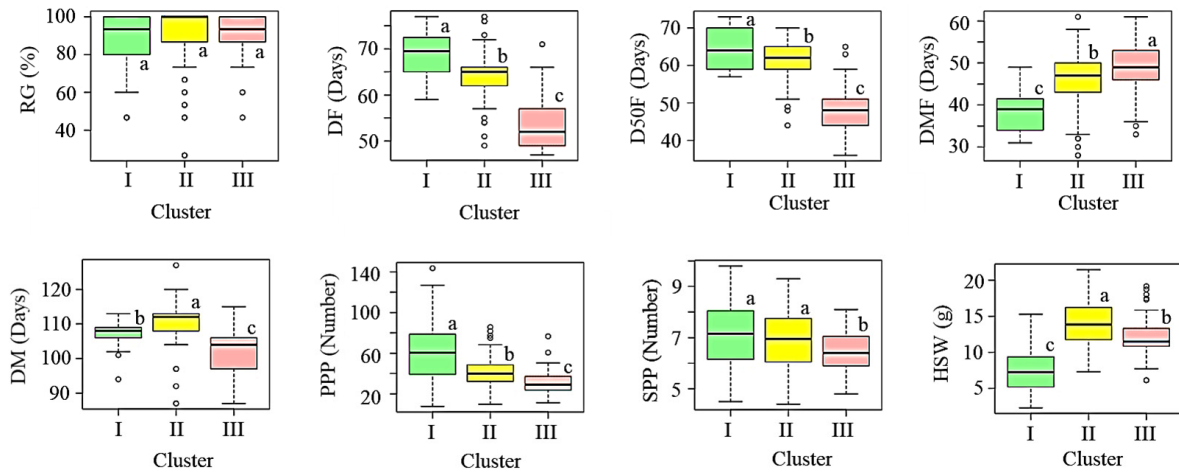 RG (%)
100
80
60
40
a
a
a
I II III
Cluster
DF (Days)
70
60
50
a
b
c
I II III
Cluster
D50F (Days)
70
60
50
40
a
b
c
I II III
Cluster
DMF (Days)
60
50
40
30
c
b
a
I II III
Cluster
DM (Days)
120
110
100
90
b
a
c
I II III
Cluster
PPP (Number)
140
100
60
20
a
b
c
I II III
Cluster
SPP (Number)
9
7
5
a
a
b
I II III
Cluster
HSW (g)
20
15
10
5
c
a
b
I II III
Cluster